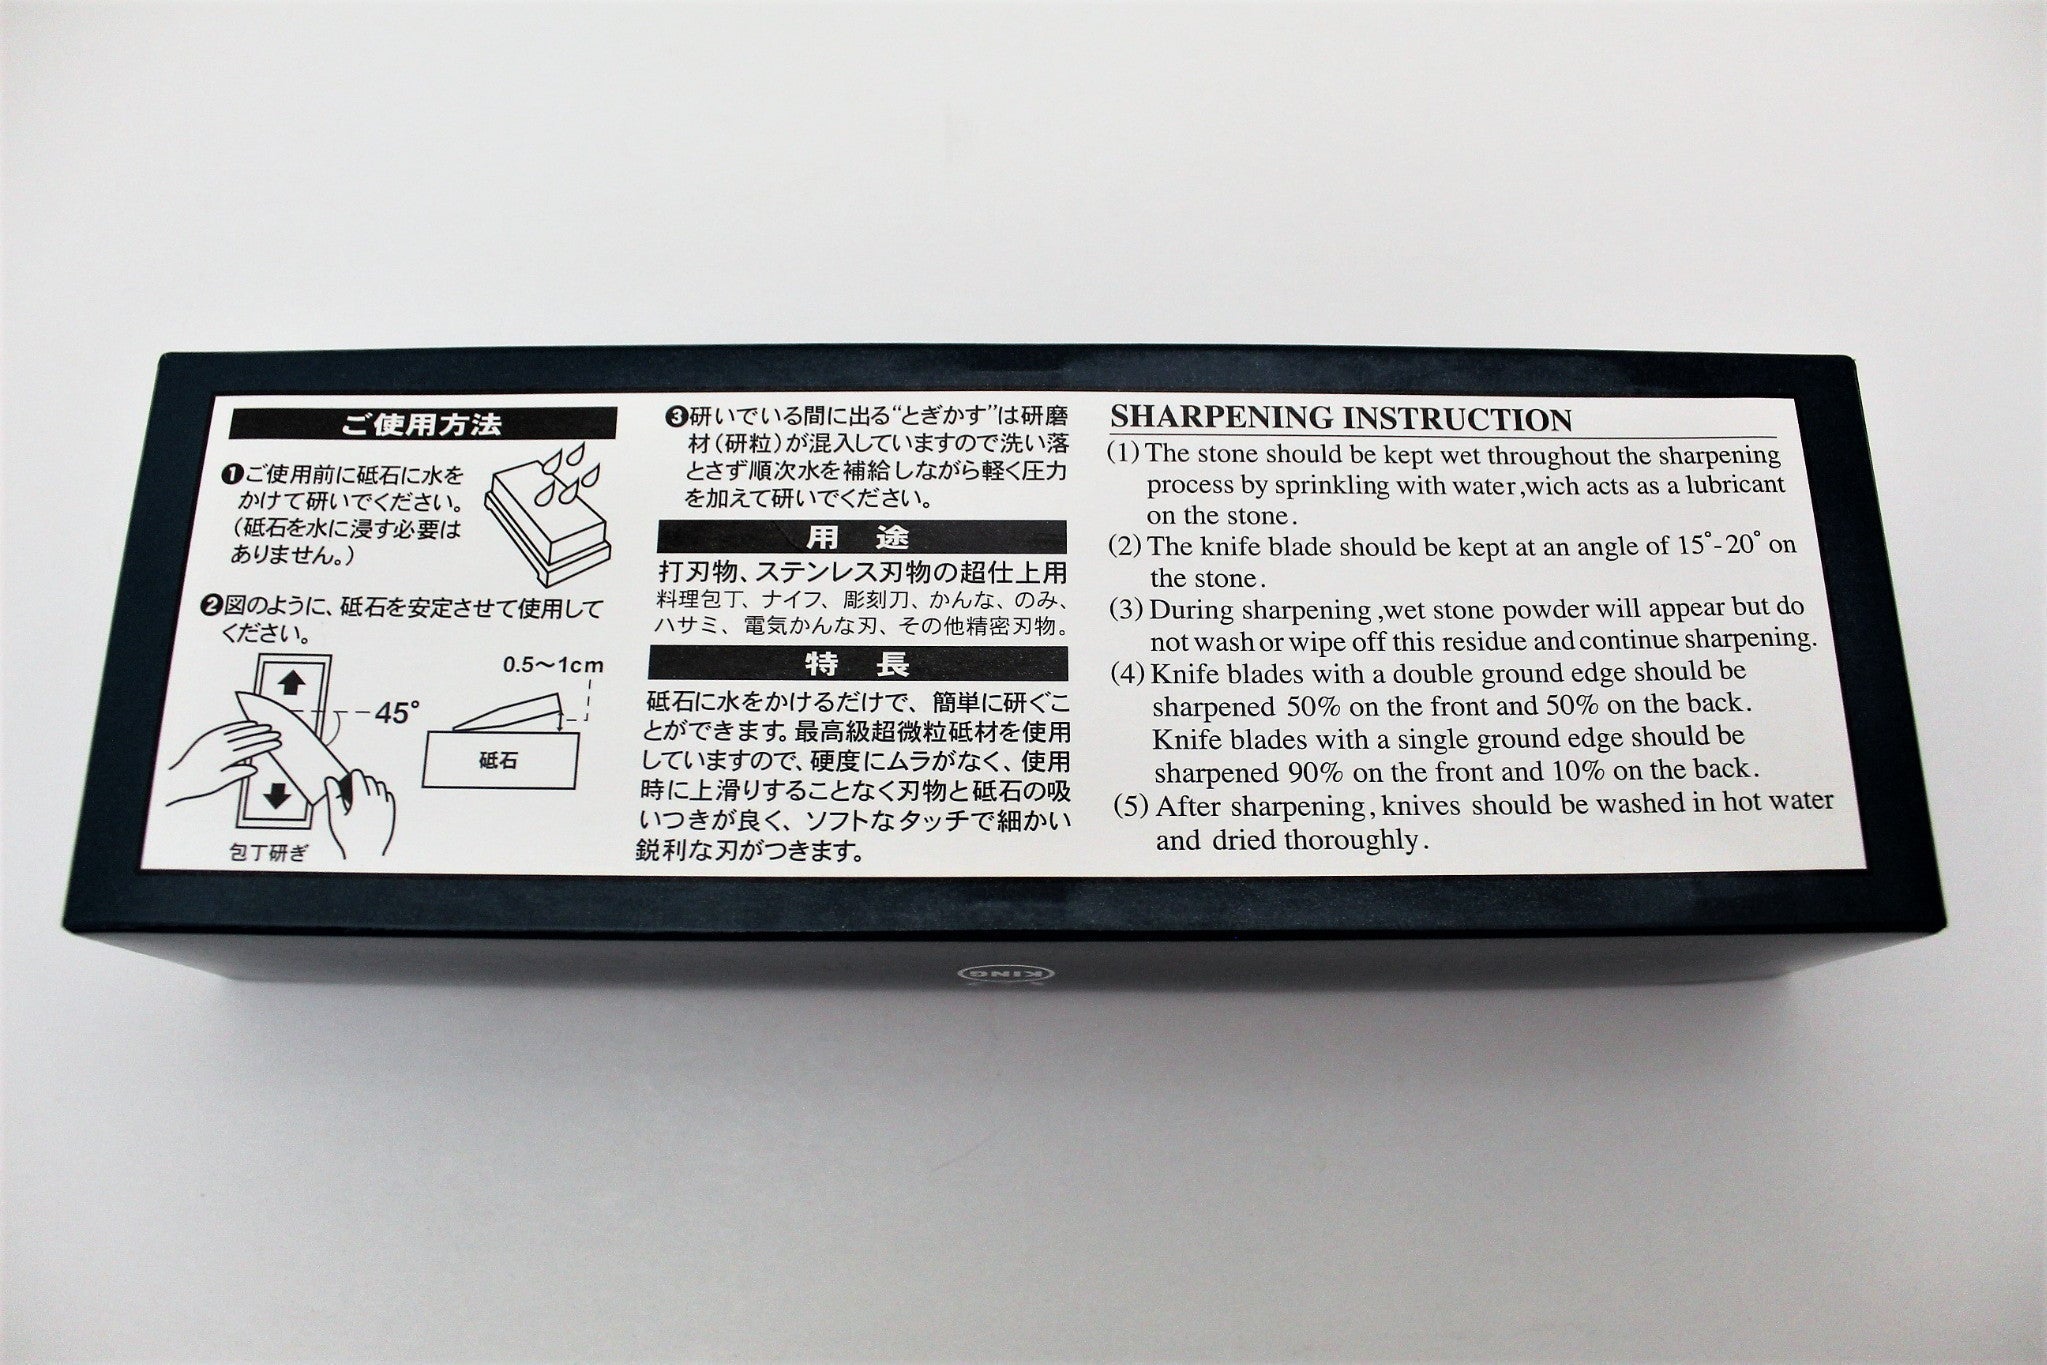 ご使用方法
❶ご使用前に砥石に水を
かけて研いでください。
（砥石を水に浸す必要は
ありません。）
❷図のように、砥石を安定させて使用して
ください。
45°
包丁研ぎ
0.5〜1cm
砥石
❸研いでいる間に出る“とぎかす”は研磨
材（研粒）が混入していますので洗い落
とさず順次水を補給しながら軽く圧力
を加えて研いでください。
用途
打刃物、ステンレス刃物の超仕上用
料理包丁、ナイフ、彫刻刀、かんな、のみ、
ハサミ、電気かんな刃、その他精密刃物。
特長
砥石に水をかけるだけで、簡単に研ぐこ
とができます。最高級超微粒砥材を使用
していますので、硬度にムラがなく、使用
時に上滑りすることなく刃物と砥石の吸
いつきが良く、ソフトなタッチで細かい
鋭利な刃がつきます。
SHARPENING INSTRUCTION
(1) The stone should be kept wet throughout the sharpening
process by sprinkling with water,wich acts as a lubricant
on the stone.
(2) The knife blade should be kept at an angle of 15°-20° on
the stone.
(3) During sharpening ,wet stone powder will appear but do
not wash or wipe off this residue and continue sharpening.
(4) Knife blades with a double ground edge should be
sharpened 50% on the front and 50% on the back.
Knife blades with a single ground edge should be
sharpened 90% on the front and 10% on the back.
(5) After sharpening, knives should be washed in hot water
and dried thoroughly.
KING